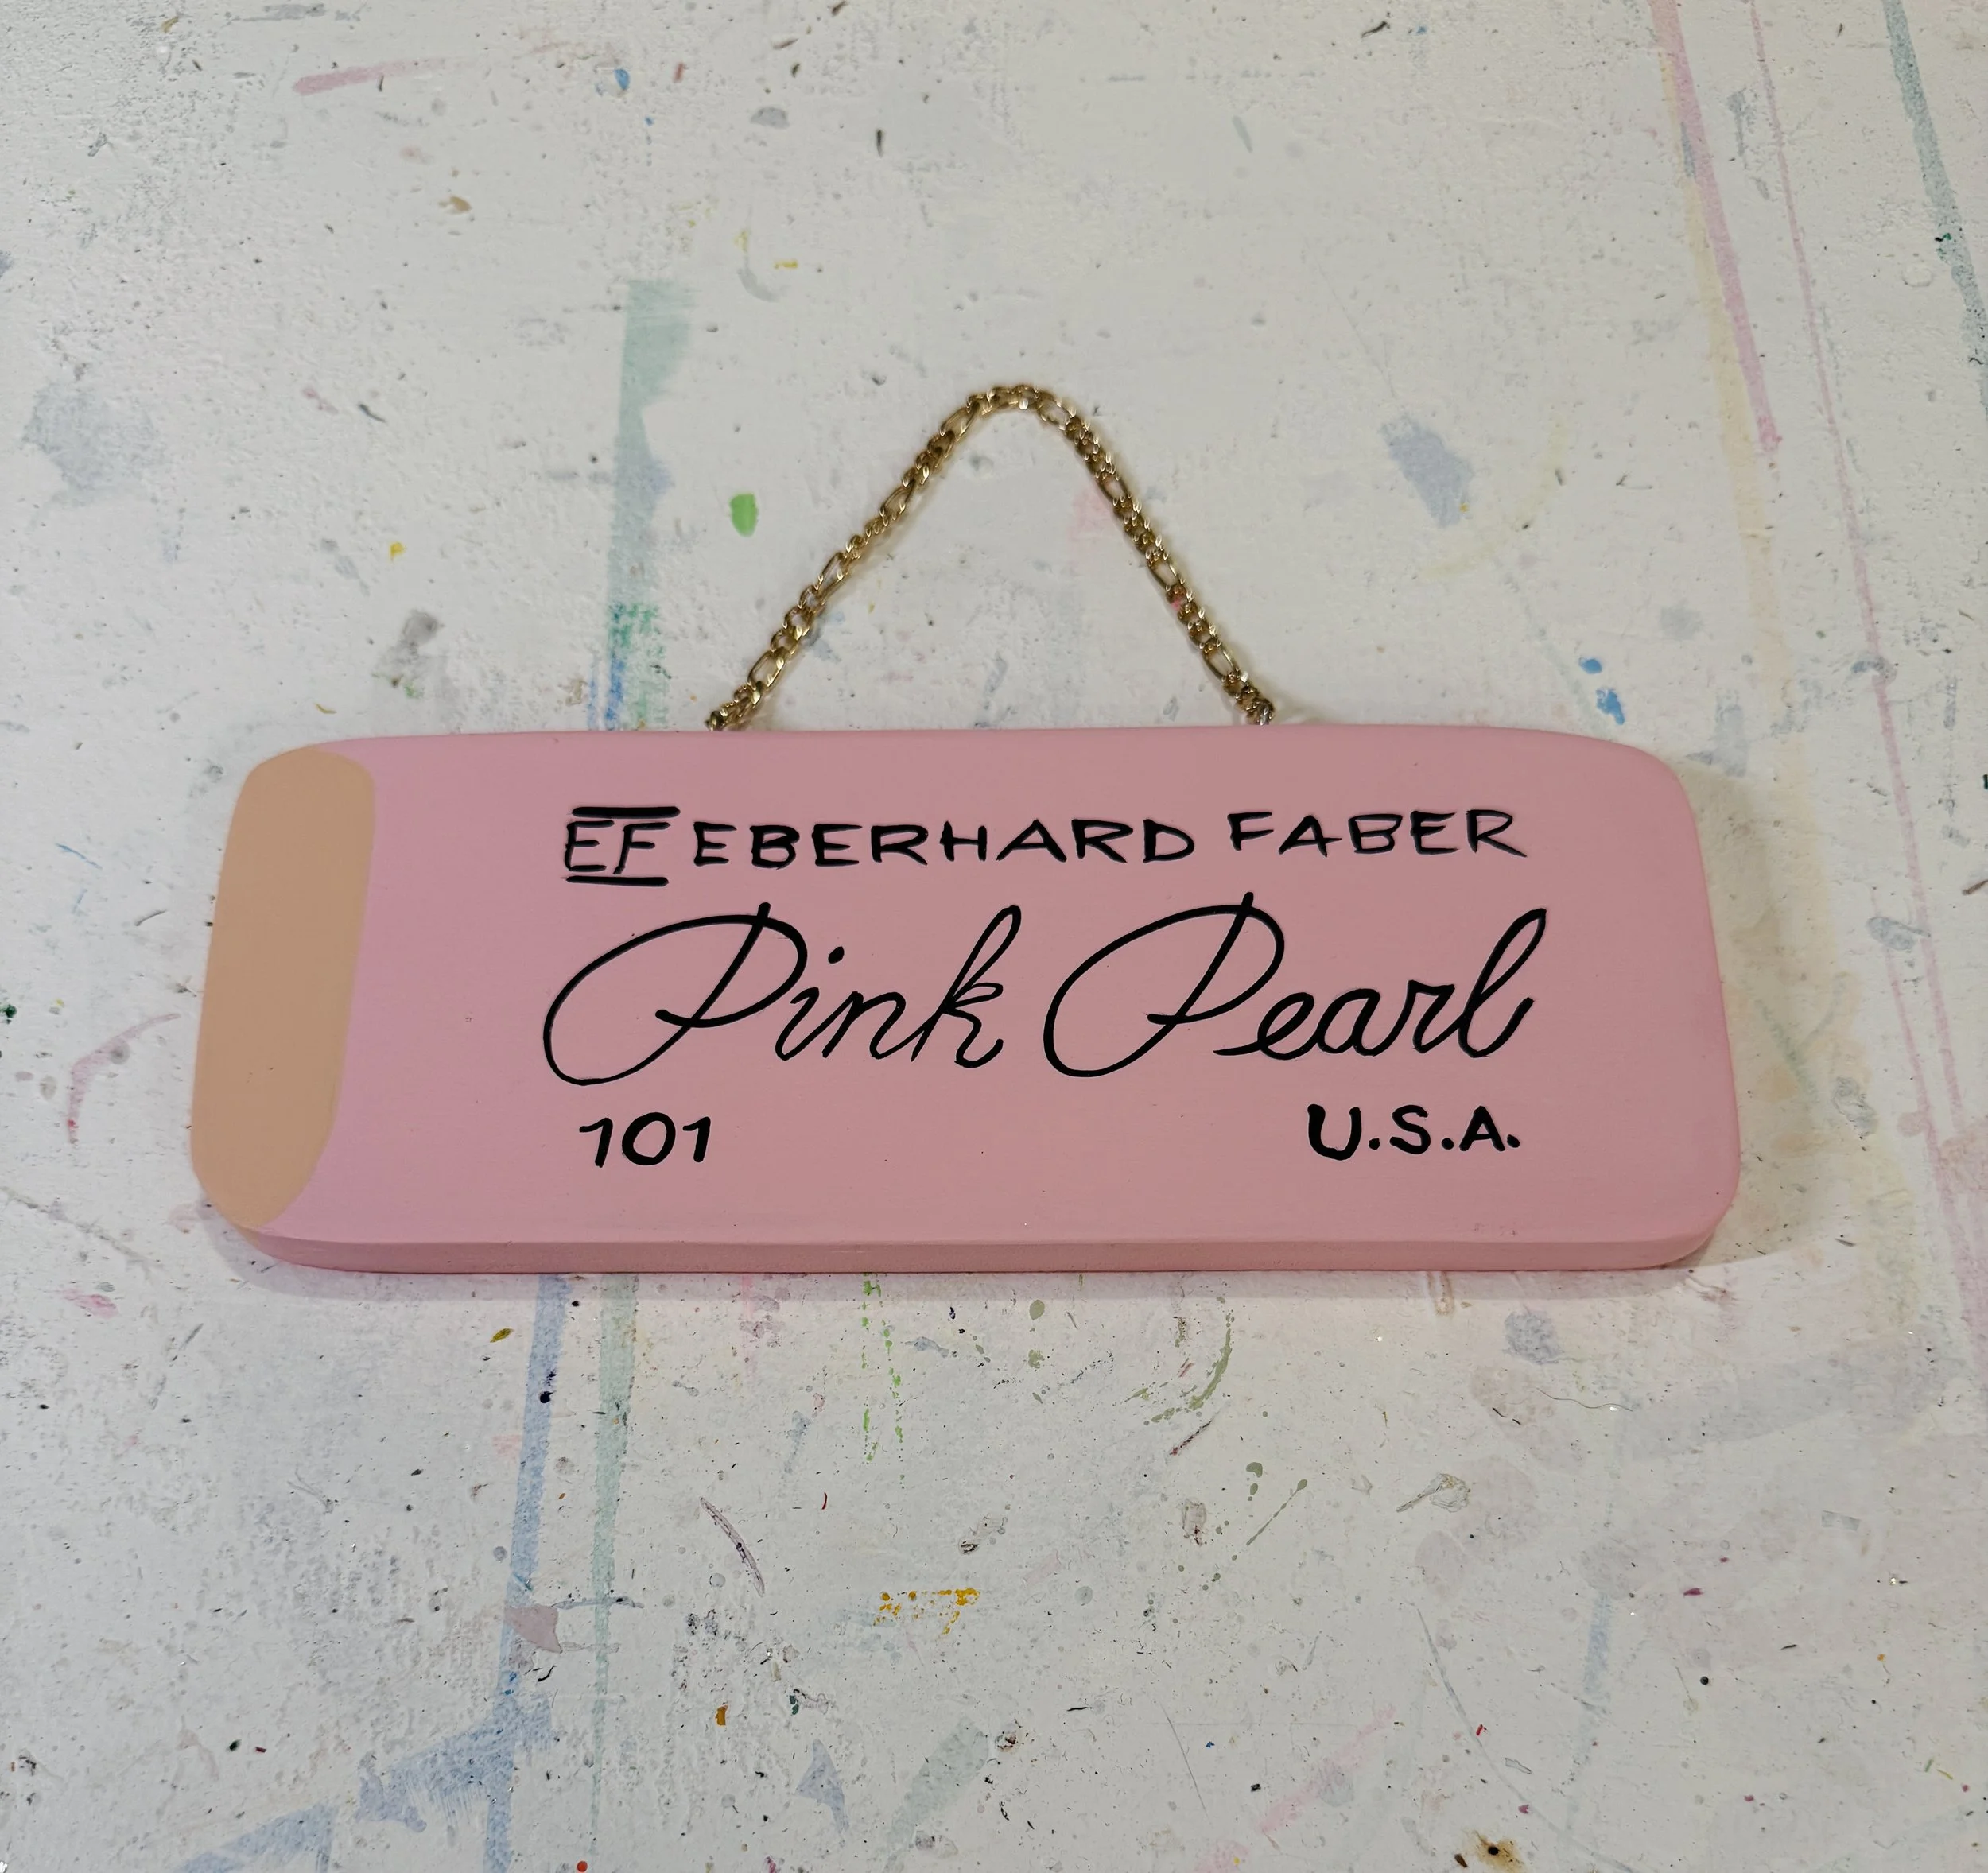 EF EBERHARD FABER
Pink Pearl
101 U.S.A.